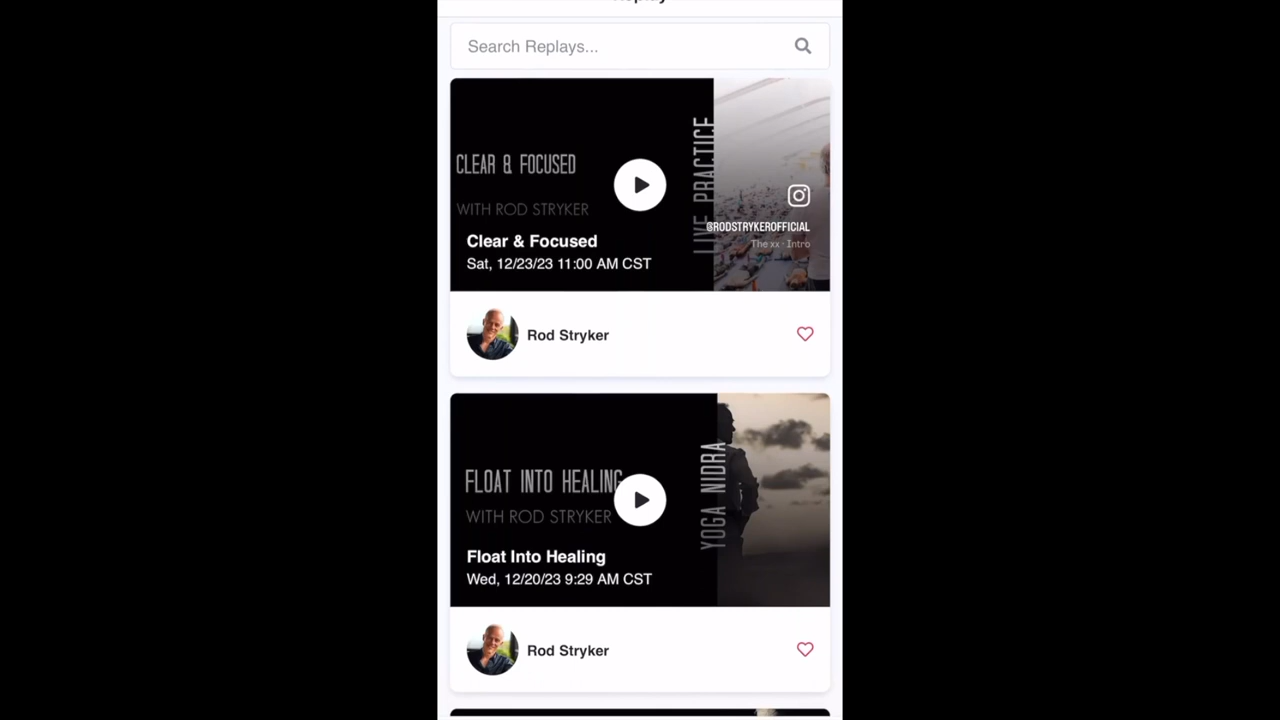 Replay
Search Replays...
CLEAR & FOCUSED
WITH ROD STRYKER
LIVE PRACTICE
@RODSTRYKEROFFICIAL
The xx - Intro
Clear & Focused
Sat, 12/23/23 11:00 AM CST
Rod Stryker
FLOAT INTO HEALING
WITH ROD STRYKER
YOGA NIDRA
Float Into Healing
Wed, 12/20/23 9:29 AM CST
Rod Stryker